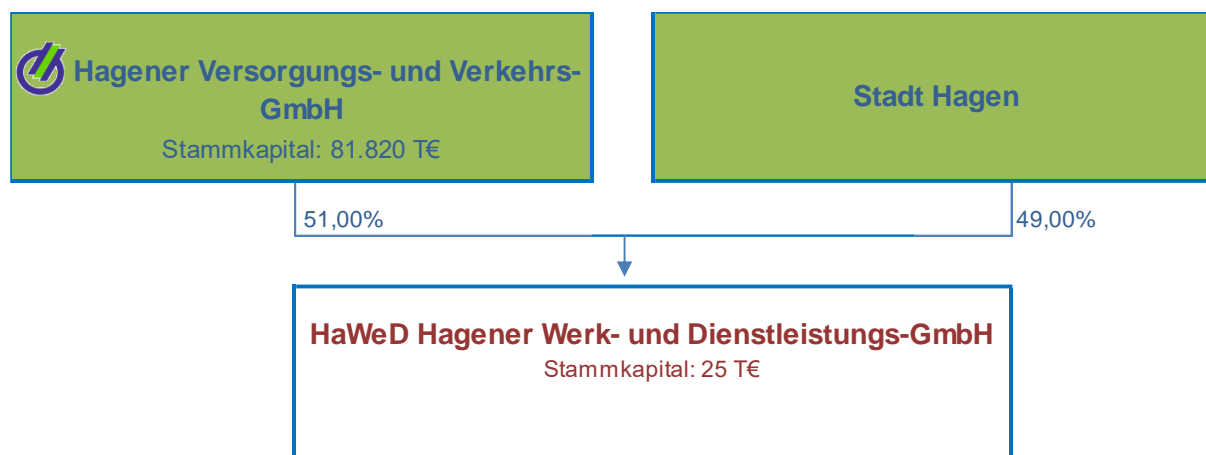 Hagener Versorgungs- und Verkehrs-
GmbH
Stammkapital: 81.820 T€
Stadt Hagen
51,00%
49,00%
HaWeD Hagener Werk- und Dienstleistungs-GmbH
Stammkapital: 25 T€